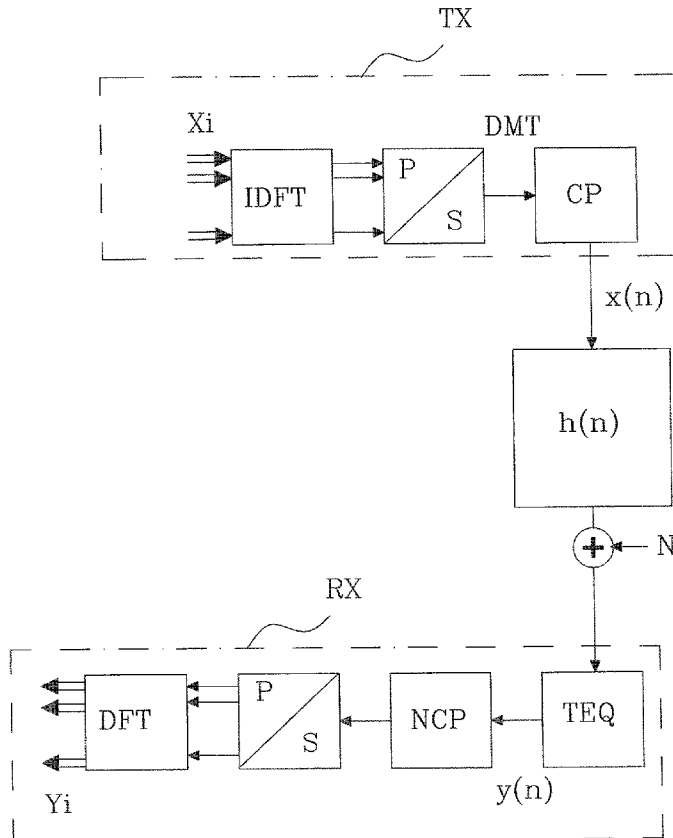 TX
Xi
DMT
IDFT
P
S
CP
x(n)
h(n)
+
N
RX
DFT
P
S
NCP
TEQ
Yi
y(n)